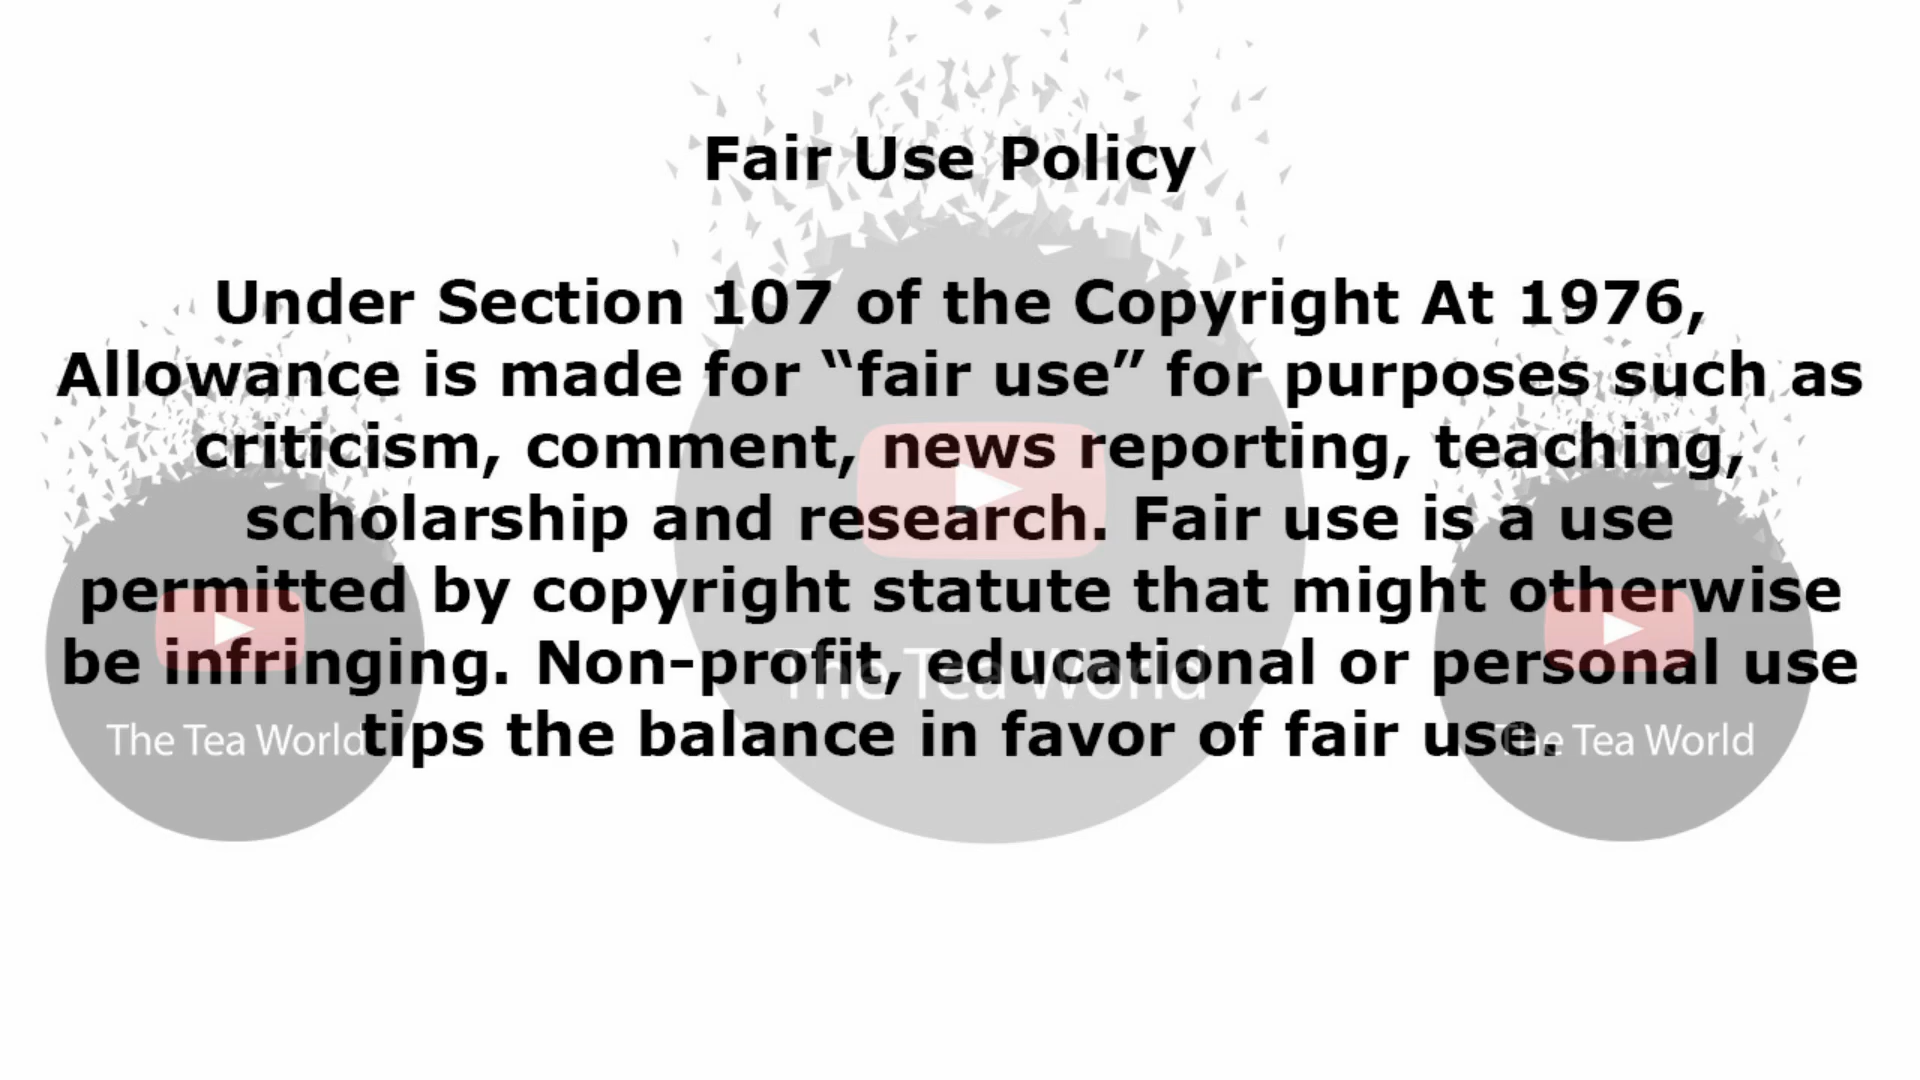 Fair Use Policy
Under Section 107 of the Copyright At 1976,
Allowance is made for “fair use” for purposes such as
criticism, comment, news reporting, teaching,
scholarship and research. Fair use is a use
permitted by copyright statute that might otherwise
be infringing. Non-profit, educational or personal use
tips the balance in favor of fair use.
The Tea World
The Tea World
The Tea World